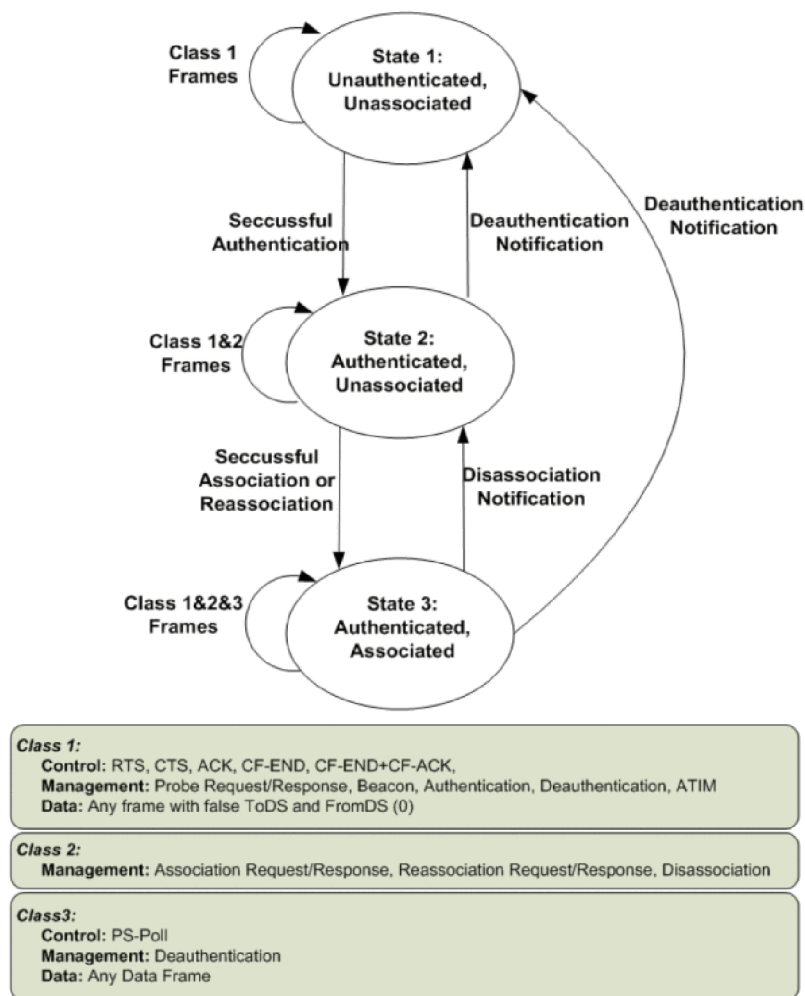 Class 1
Frames
State 1:
Unauthenticated,
Unassociated
Deauthentication
Notification
Seccussful
Authentication
Deauthentication
Notification
Class 1&2
Frames
State 2:
Authenticated,
Unassociated
Seccussful
Association or
Reassociation
Disassociation
Notification
Class 1&2&3
Frames
State 3:
Authenticated,
Associated
Class 1:
Control: RTS, CTS, ACK, CF-END, CF-END+CF-ACK,
Management: Probe Request/Response, Beacon, Authentication, Deauthentication, ATIM
Data: Any frame with false ToDS and FromDS (0)
Class 2:
Management: Association Request/Response, Reassociation Request/Response, Disassociation
Class3:
Control: PS-Poll
Management: Deauthentication
Data: Any Data Frame